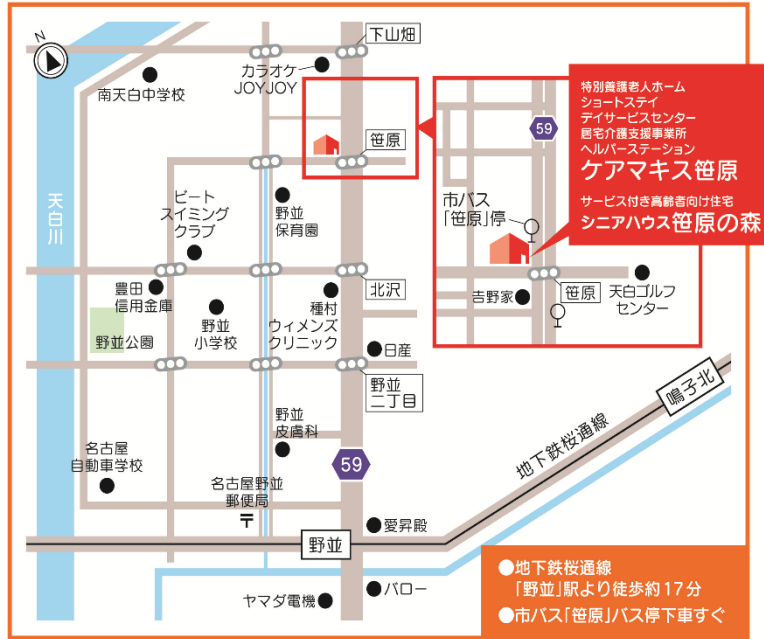 N
下山畑
カラオケ
JOYJOY
南天白中学校
笹原
天白川
ビート
スイミング
クラブ
野並
保育園
豊田
信用金庫
北沢
野並公園
野並
小学校
種村
ウィメンズ
クリニック
日産
野並
二丁目
野並
皮膚科
59
名古屋
自動車学校
名古屋野並
郵便局
〒
愛昇殿
野並
地下鉄桜通線
鳴子北
ヤマダ電機
バロー
59
市バス
「笹原」停
吉野家
笹原
天白ゴルフ
センター
特別養護老人ホーム
ショートステイ
デイサービスセンター
居宅介護支援事業所
ヘルパーステーション
ケアマキス笹原
サービス付き高齢者向け住宅
シニアハウス笹原の森
●地下鉄桜通線
「野並」駅より徒歩約17分
●市バス「笹原」バス停下車すぐ